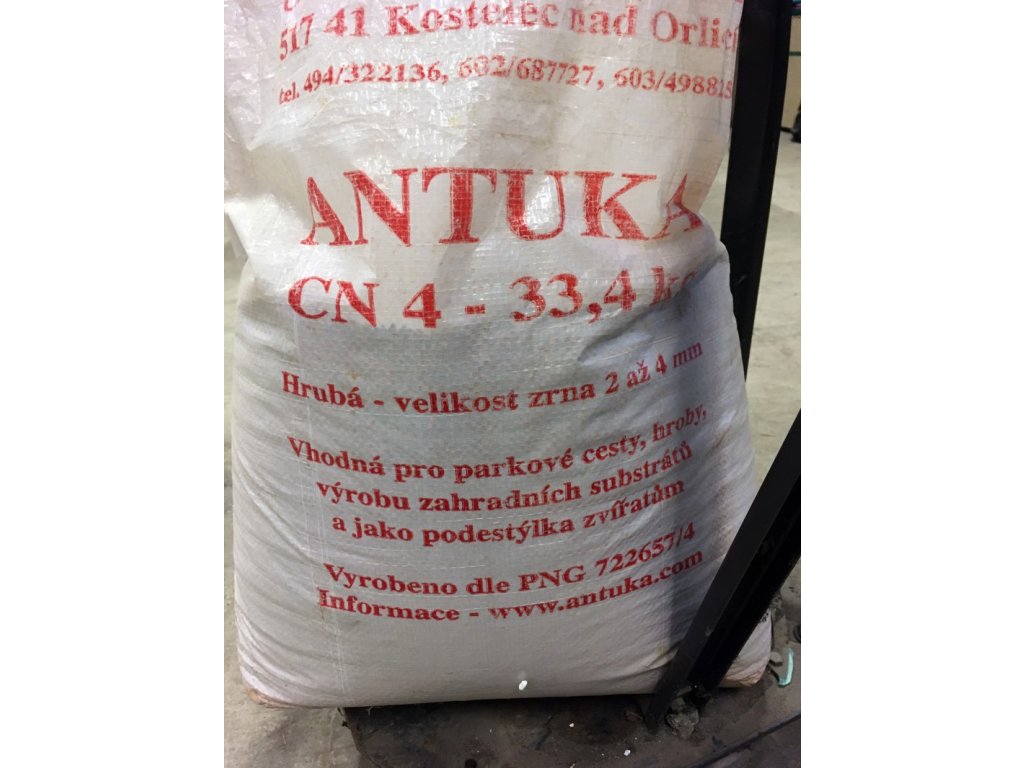 517 41 Kostelec nad Orlicí
tel. 494/322136, 602/687727, 603/498825
ANTUKA
CN 4 - 33,4 kg
Hrubá - velikost zrna 2 až 4 mm
Vhodná pro parkové cesty, hroby,
výrobu zahradních substrátů
a jako podestýlka zvířatům
Vyrobeno dle PNG 722657/4
Informace - www.antuka.com